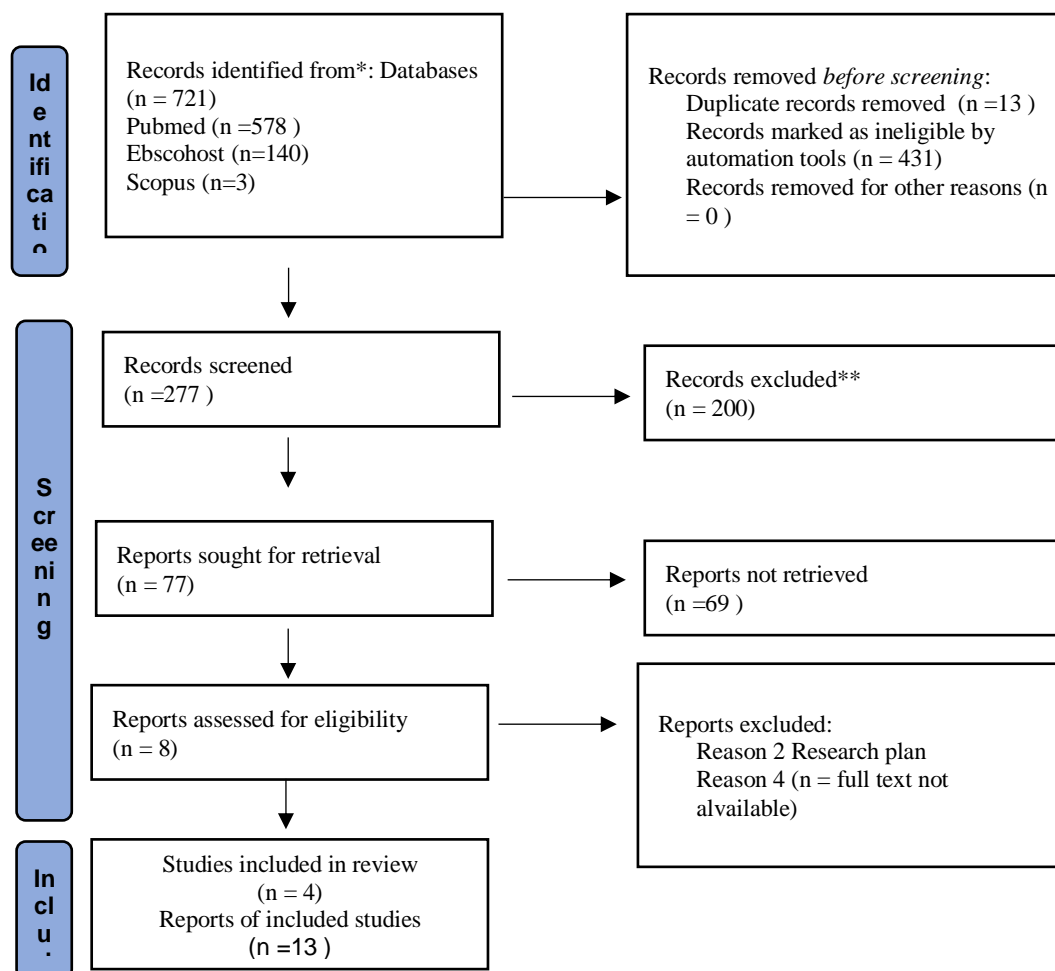 Id
e
ntifi
ca
ti
o
Records identified from*: Databases
(n = 721)
Pubmed (n =578 )
Ebscohost (n=140)
Scopus (n=3)
Records removed before screening:
Duplicate records removed (n =13 )
Records marked as ineligible by
automation tools (n = 431)
Records removed for other reasons (n
= 0 )
S
cr
ee
ni
n
g
Records screened
(n =277 )
Records excluded**
(n = 200)
Reports sought for retrieval
(n = 77)
Reports not retrieved
(n =69 )
Reports assessed for eligibility
(n = 8)
Reports excluded:
Reason 2 Research plan
Reason 4 (n = full text not
alvailable)
In
cl
u
Studies included in review
(n = 4)
Reports of included studies
(n =13 )